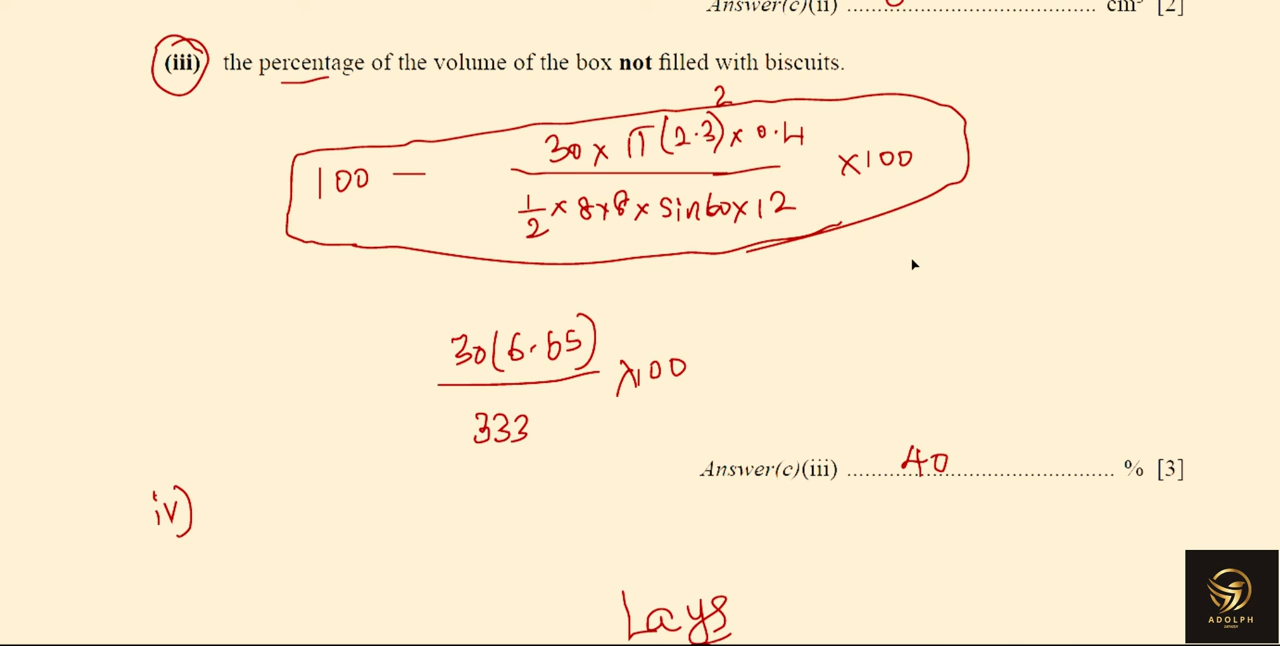 Answer(c)(ii) ................................................ cm³ [2]
(iii) the percentage of the volume of the box not filled with biscuits.
100 - 30 x π(2.3)² x 0.4 / ½ x 8 x 8 x sin60 x 12 x100
30(6.65) / 333 x100
Answer(c)(iii) 40 % [3]
iv)
Lays
ADOLPH